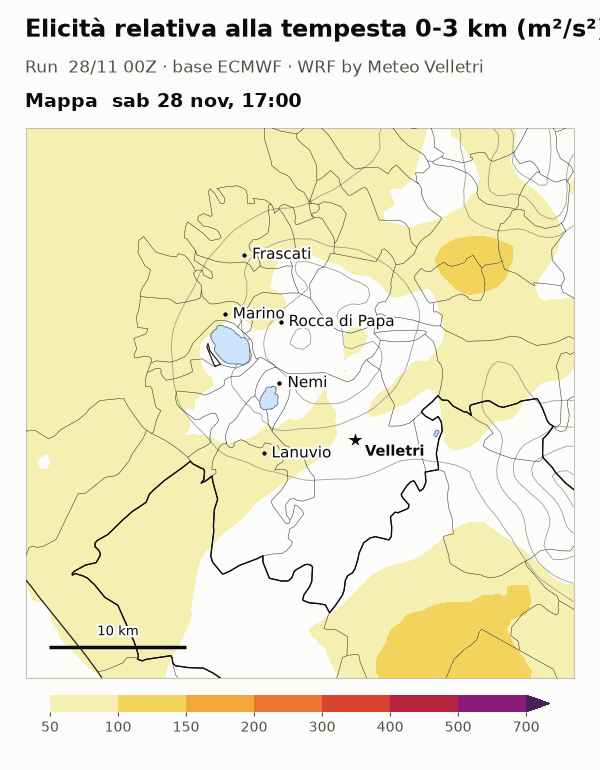 Elicità relativa alla tempesta 0-3 km (m²/s²)
Run 28/11 00Z · base ECMWF · WRF by Meteo Velletri
Mappa sab 28 nov, 17:00
Frascati
Marino
Rocca di Papa
Nemi
Velletri
Lanuvio
10 km
50 100 150 200 300 400 500 700